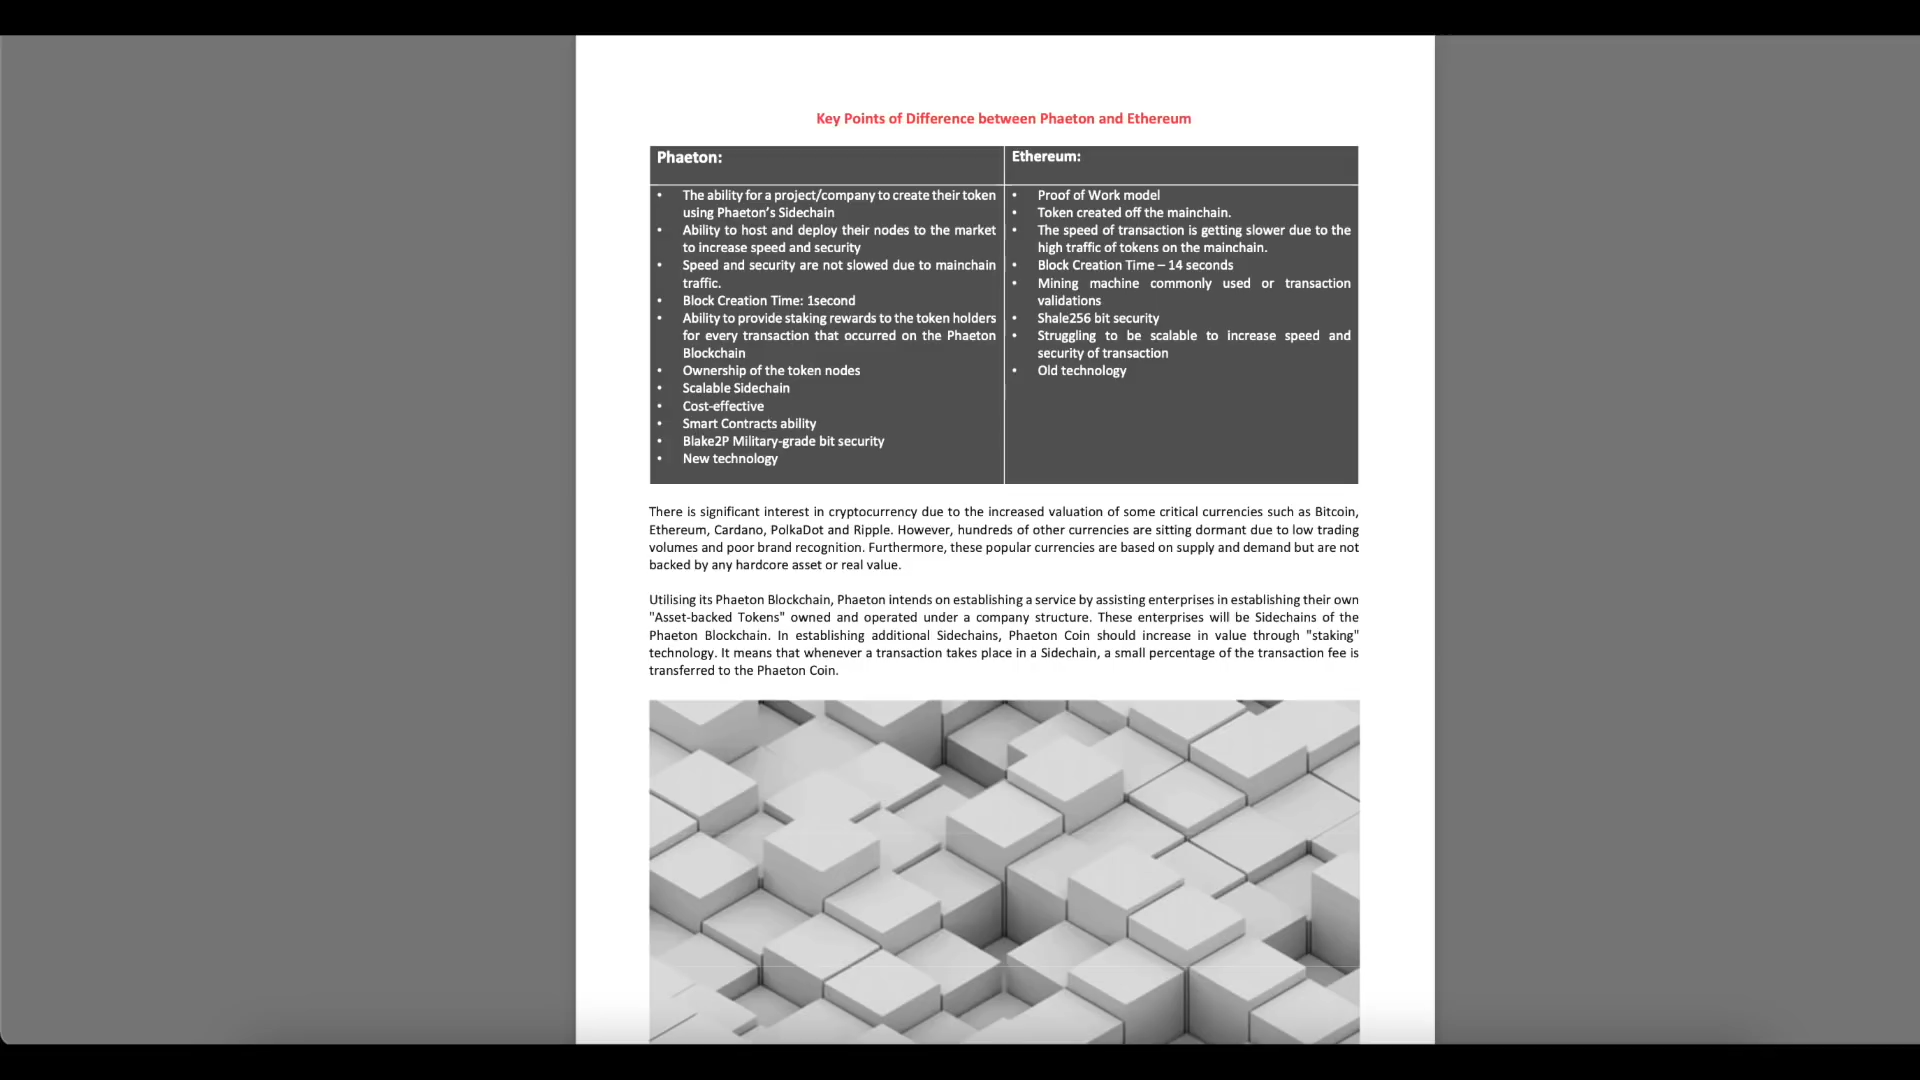 Key Points of Difference between Phaeton and Ethereum
Phaeton:
• The ability for a project/company to create their token
using Phaeton's Sidechain
• Ability to host and deploy their nodes to the market
to increase speed and security
• Speed and security are not slowed due to mainchain
traffic.
• Block Creation Time: 1second
• Ability to provide staking rewards to the token holders
for every transaction that occurred on the Phaeton
Blockchain
• Ownership of the token nodes
• Scalable Sidechain
• Cost-effective
• Smart Contracts ability
• Blake2P Military-grade bit security
• New technology
Ethereum:
• Proof of Work model
• Token created off the mainchain.
• The speed of transaction is getting slower due to the
high traffic of tokens on the mainchain.
• Block Creation Time – 14 seconds
• Mining machine commonly used or transaction
validations
• Shale256 bit security
• Struggling to be scalable to increase speed and
security of transaction
• Old technology
There is significant interest in cryptocurrency due to the increased valuation of some critical currencies such as Bitcoin,
Ethereum, Cardano, PolkaDot and Ripple. However, hundreds of other currencies are sitting dormant due to low trading
volumes and poor brand recognition. Furthermore, these popular currencies are based on supply and demand but are not
backed by any hardcore asset or real value.
Utilising its Phaeton Blockchain, Phaeton intends on establishing a service by assisting enterprises in establishing their own
"Asset-backed Tokens" owned and operated under a company structure. These enterprises will be Sidechains of the
Phaeton Blockchain. In establishing additional Sidechains, Phaeton Coin should increase in value through "staking"
technology. It means that whenever a transaction takes place in a Sidechain, a small percentage of the transaction fee is
transferred to the Phaeton Coin.